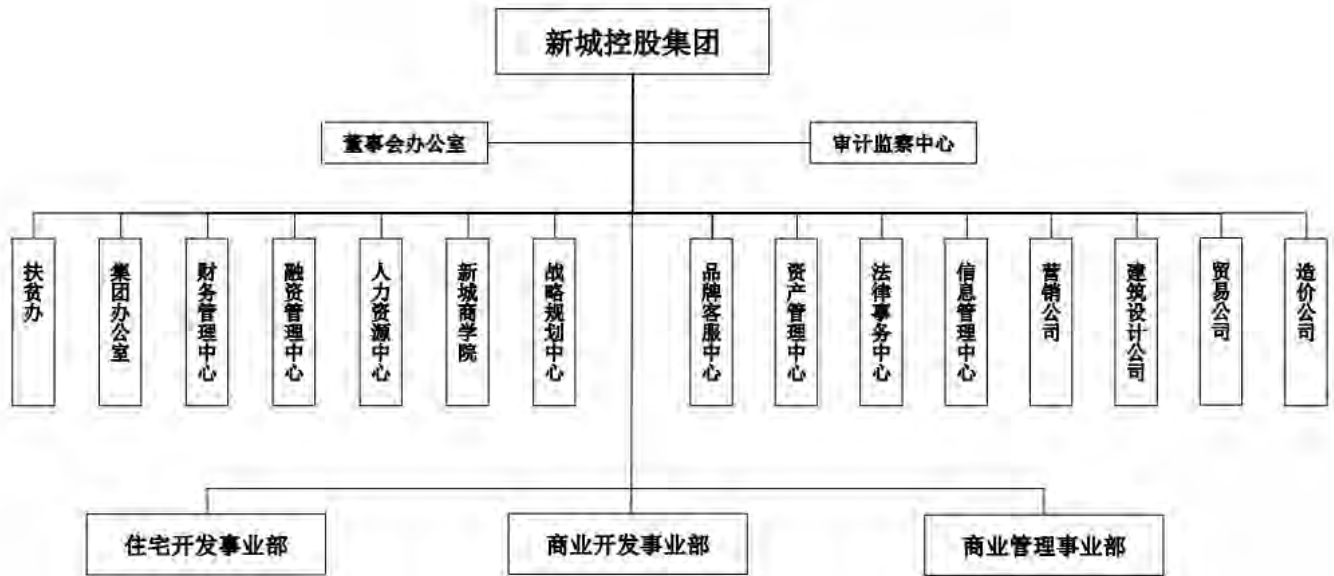 新城控股集团
董事会办公室
审计监察中心
扶贫办
集团办公室
财务管理中心
融资管理中心
人力资源中心
新城商学院
战略规划中心
品牌客服中心
资产管理中心
法律事务中心
信息管理中心
营销公司
建筑设计公司
贸易公司
造价公司
住宅开发事业部
商业开发事业部
商业管理事业部